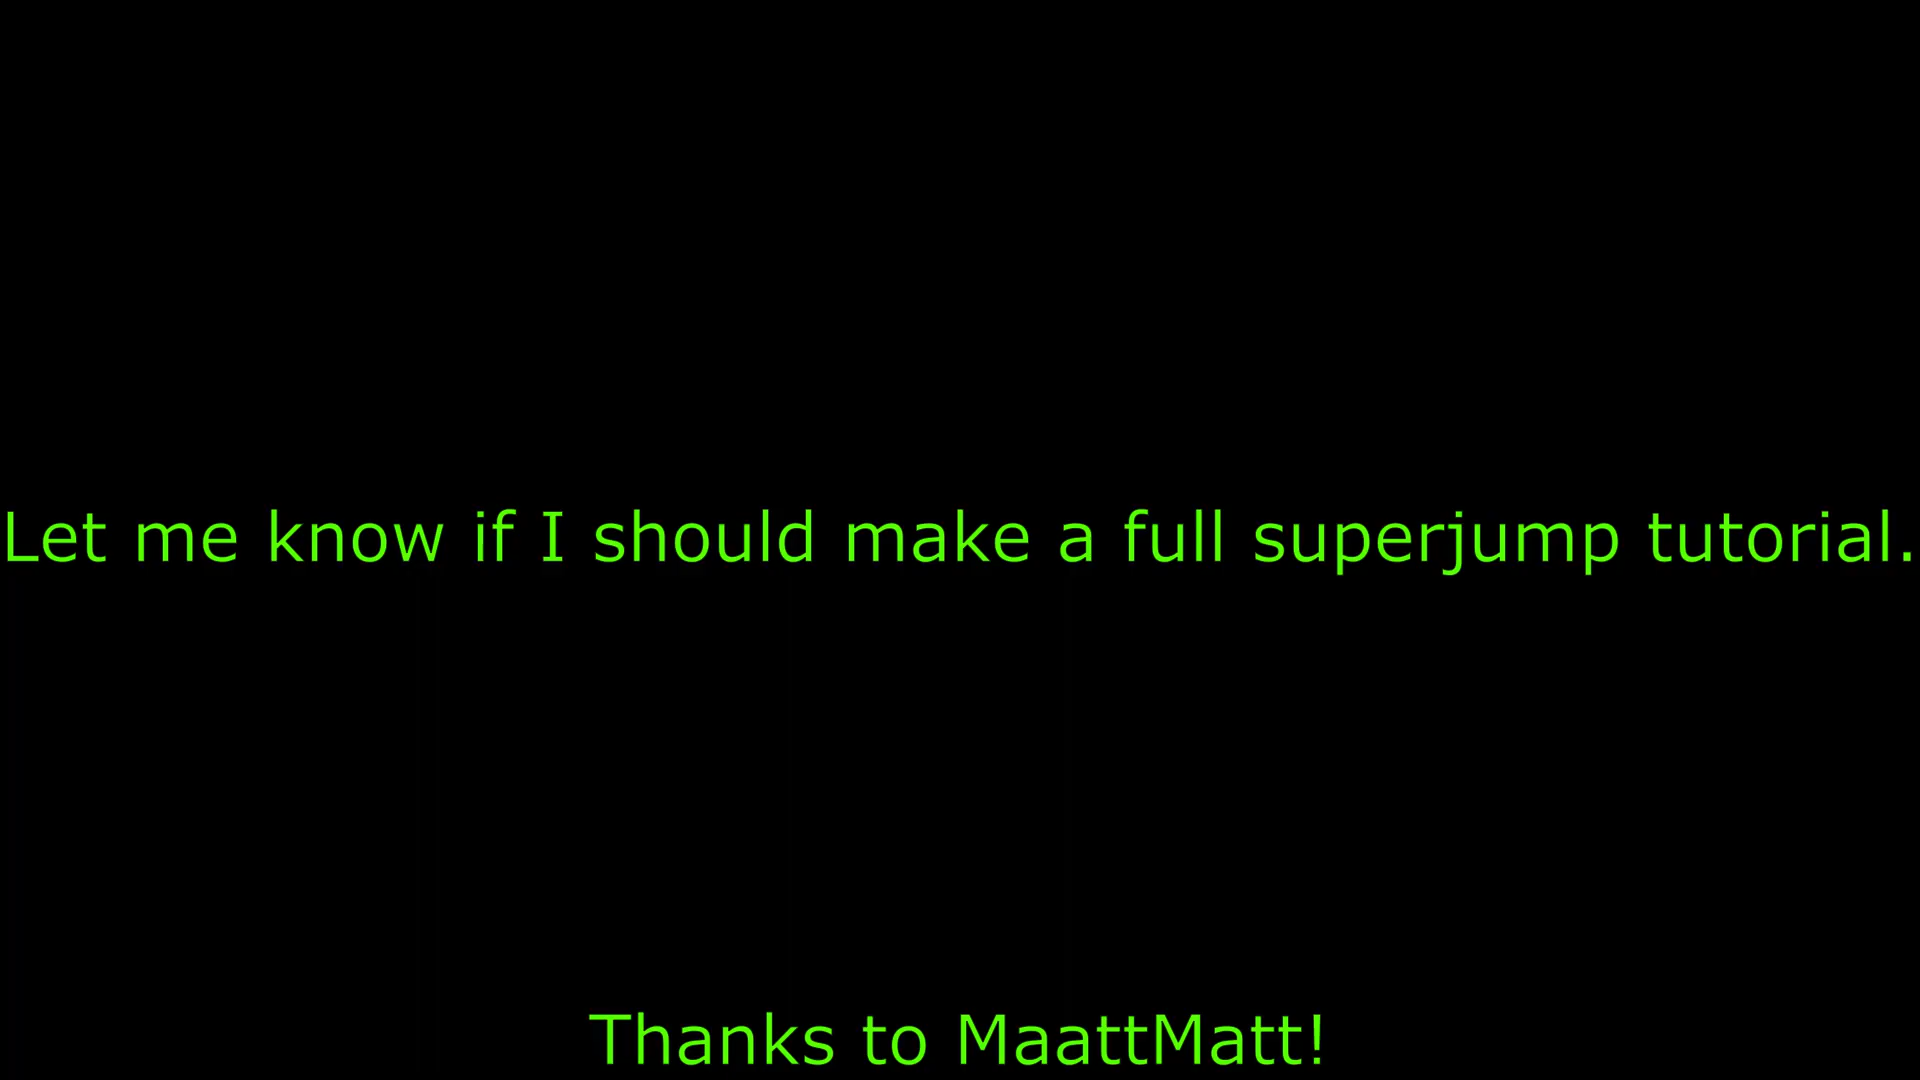 Let me know if I should make a full superjump tutorial.
Thanks to MaattMatt!